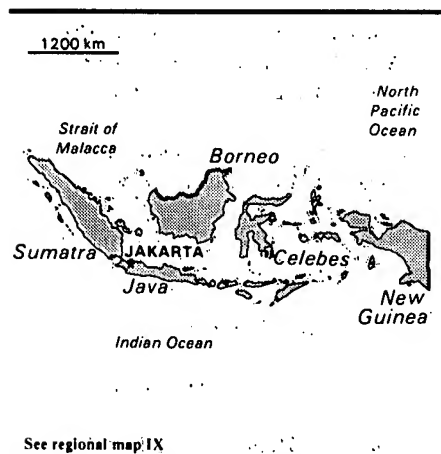 1200 km
North
Pacific
Ocean
Strait of
Malacca
Borneo
Sumatra
JAKARTA
Celebes
Java
New
Guinea
Indian Ocean
See regional map IX